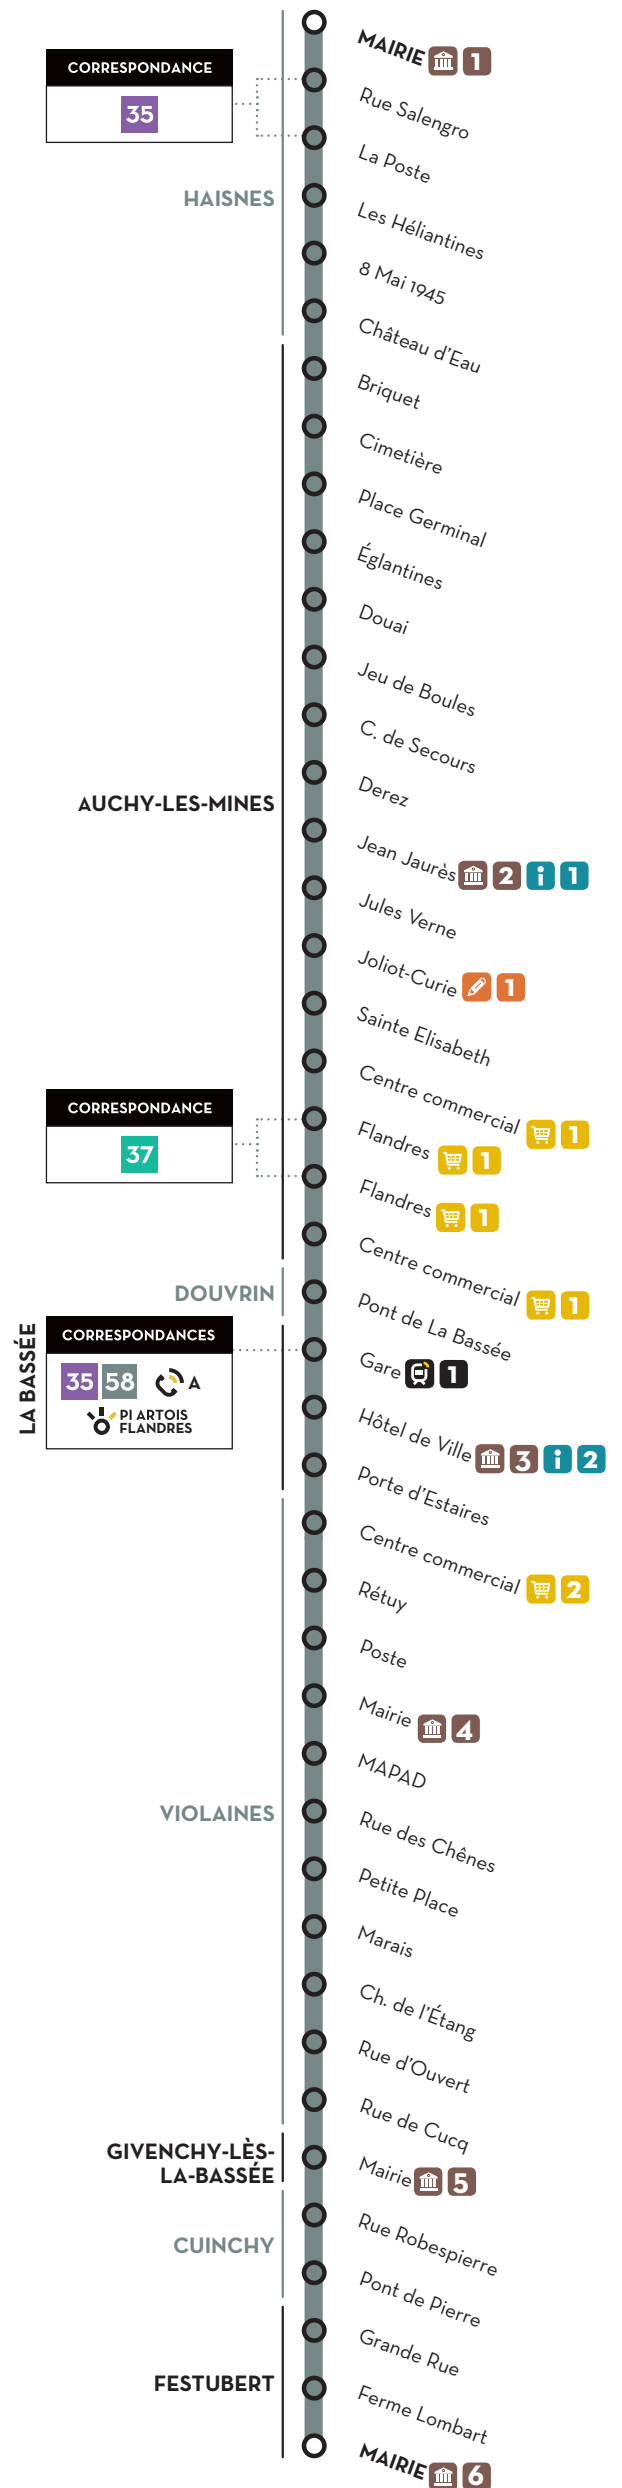 MAIRIE 1
CORRESPONDANCE
35
Rue Salengro
La Poste
HAISNES
Les Héliantines
8 Mai 1945
Château d'Eau
Briquet
Cimetière
Place Germinal
Églantines
Douai
Jeu de Boules
C. de Secours
Derez
AUCHY-LES-MINES
Jean Jaurès 2 i 1
Jules Verne
Joliot-Curie 1
Sainte Elisabeth
Centre commercial 1
CORRESPONDANCE
37
Flandres 1
Flandres 1
Centre commercial 1
DOUVRIN
Pont de La Bassée
LA BASSÉE
CORRESPONDANCES
35 58 A
PI ARTOIS
FLANDRES
Gare 1
Hôtel de Ville 3 i 2
Porte d'Estaires
Centre commercial 2
Rétuy
Poste
Mairie 4
MAPAD
VIOLAINES
Rue des Chênes
Petite Place
Marais
Ch. de l'Étang
Rue d'Ouvert
Rue de Cucq
GIVENCHY-LÈS-
LA-BASSÉE
Mairie 5
CUINCHY
Rue Robespierre
Pont de Pierre
Grande Rue
FESTUBERT
Ferme Lombart
MAIRIE 6